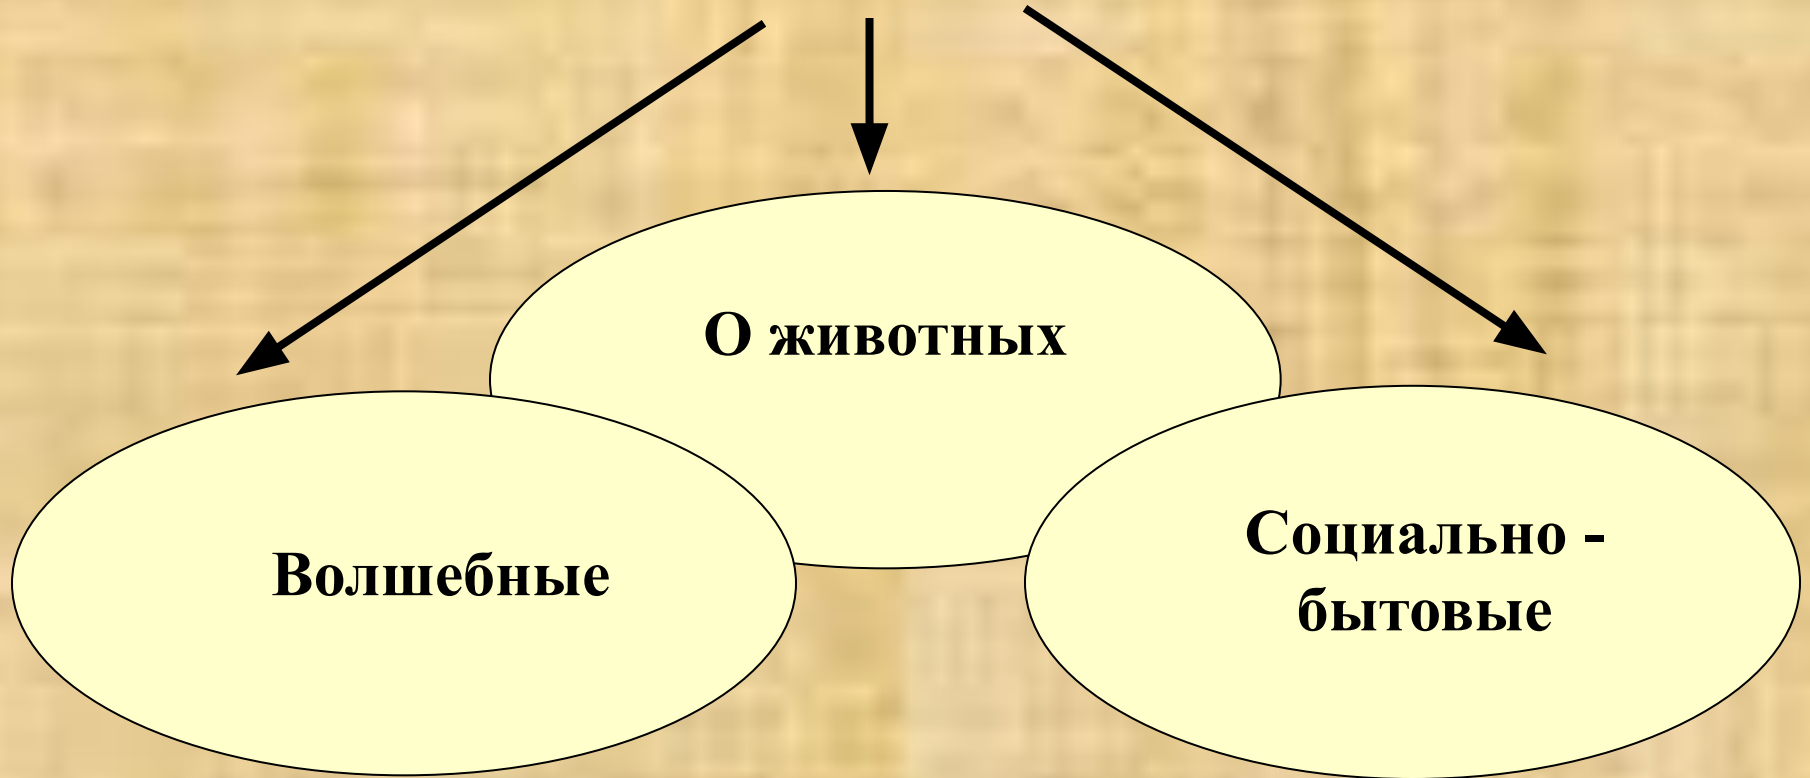 О животных
Волшебные
Социально -
бытовые